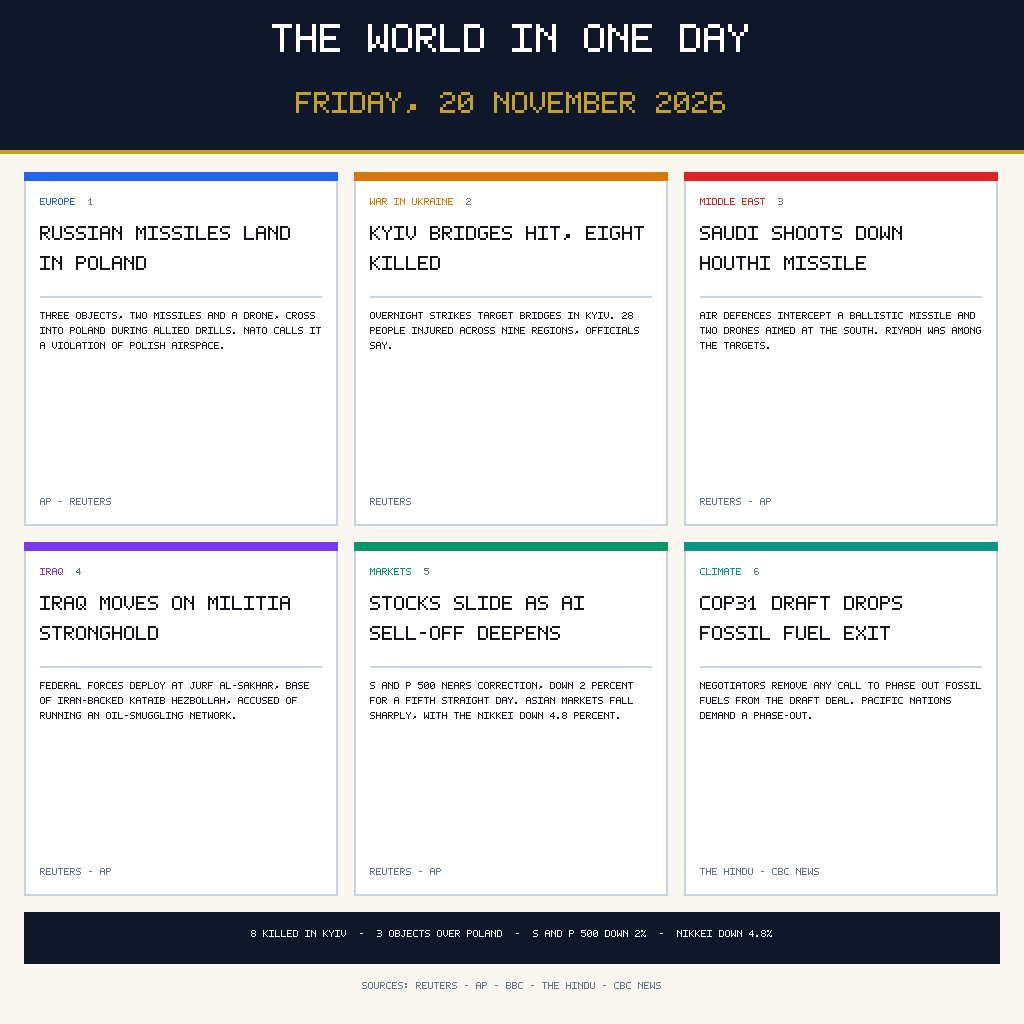 THE WORLD IN ONE DAY
FRIDAY, 20 NOVEMBER 2026
EUROPE 1
RUSSIAN MISSILES LAND
IN POLAND
THREE OBJECTS, TWO MISSILES AND A DRONE, CROSS
INTO POLAND DURING ALLIED DRILLS. NATO CALLS IT
A VIOLATION OF POLISH AIRSPACE.
AP - REUTERS
WAR IN UKRAINE 2
KYIV BRIDGES HIT, EIGHT
KILLED
OVERNIGHT STRIKES TARGET BRIDGES IN KYIV. 28
PEOPLE INJURED ACROSS NINE REGIONS, OFFICIALS
SAY.
REUTERS
MIDDLE EAST 3
SAUDI SHOOTS DOWN
HOUTHI MISSILE
AIR DEFENCES INTERCEPT A BALLISTIC MISSILE AND
TWO DRONES AIMED AT THE SOUTH. RIYADH WAS AMONG
THE TARGETS.
REUTERS - AP
IRAQ 4
IRAQ MOVES ON MILITIA
STRONGHOLD
FEDERAL FORCES DEPLOY AT JURF AL-SAKHAR, BASE
OF IRAN-BACKED KATAIB HEZBOLLAH, ACCUSED OF
RUNNING AN OIL-SMUGGLING NETWORK.
REUTERS - AP
MARKETS 5
STOCKS SLIDE AS AI
SELL-OFF DEEPENS
S AND P 500 NEARS CORRECTION, DOWN 2 PERCENT
FOR A FIFTH STRAIGHT DAY. ASIAN MARKETS FALL
SHARPLY, WITH THE NIKKEI DOWN 4.8 PERCENT.
REUTERS - AP
CLIMATE 6
COP31 DRAFT DROPS
FOSSIL FUEL EXIT
NEGOTIATORS REMOVE ANY CALL TO PHASE OUT FOSSIL
FUELS FROM THE DRAFT DEAL. PACIFIC NATIONS
DEMAND A PHASE-OUT.
THE HINDU - CBC NEWS
8 KILLED IN KYIV - 3 OBJECTS OVER POLAND - S AND P 500 DOWN 2% - NIKKEI DOWN 4.8%
SOURCES: REUTERS - AP - BBC - THE HINDU - CBC NEWS